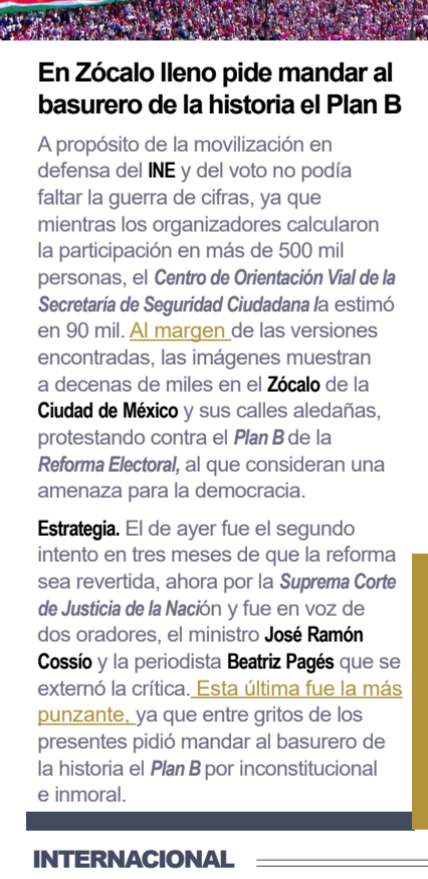 En Zócalo lleno pide mandar al
basurero de la historia el Plan B
A propósito de la movilización en
defensa del INE y del voto no podía
faltar la guerra de cifras, ya que
mientras los organizadores calcularon
la participación en más de 500 mil
personas, el Centro de Orientación Vial de la
Secretaría de Seguridad Ciudadana la estimó
en 90 mil. Al margen de las versiones
encontradas, las imágenes muestran
a decenas de miles en el Zócalo de la
Ciudad de México y sus calles aledañas,
protestando contra el Plan B de la
Reforma Electoral, al que consideran una
amenaza para la democracia.
Estrategia. El de ayer fue el segundo
intento en tres meses de que la reforma
sea revertida, ahora por la Suprema Corte
de Justicia de la Nación y fue en voz de
dos oradores, el ministro José Ramón
Cossío y la periodista Beatriz Pagés que se
externó la crítica. Esta última fue la más
punzante, ya que entre gritos de los
presentes pidió mandar al basurero de
la historia el Plan B por inconstitucional
e inmoral.
INTERNACIONAL